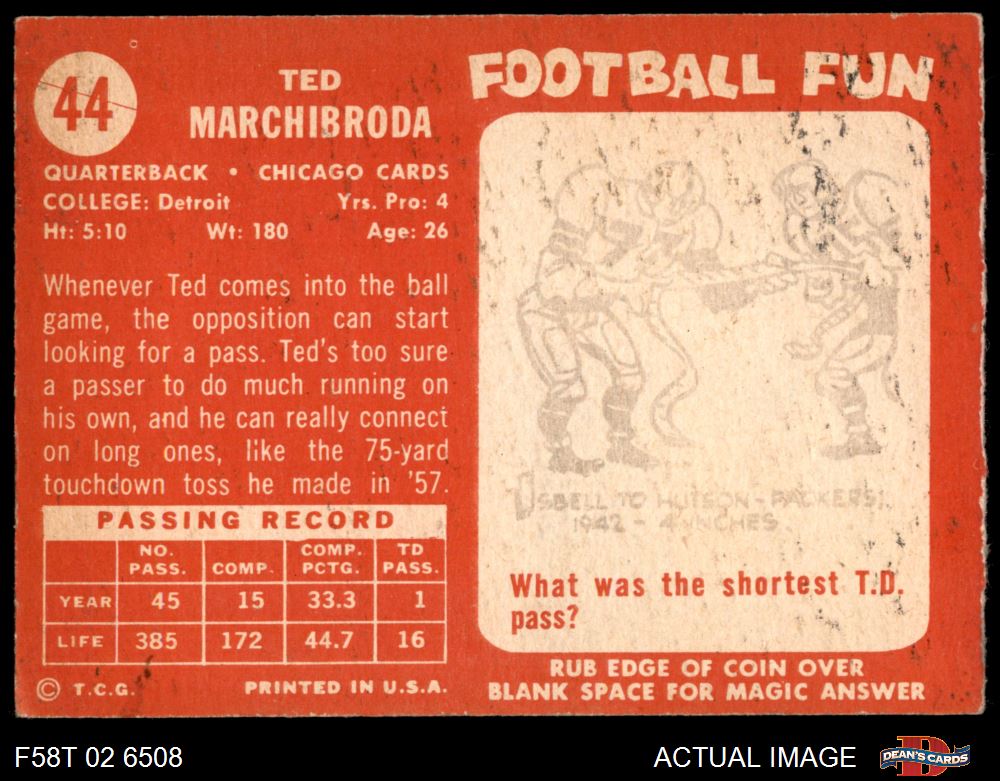 44
TED
MARCHIBRODA
QUARTERBACK • CHICAGO CARDS
COLLEGE: Detroit Yrs. Pro: 4
Ht: 5:10 Wt: 180 Age: 26
Whenever Ted comes into the ball
game, the opposition can start
looking for a pass. Ted's too sure
a passer to do much running on
his own, and he can really connect
on long ones, like the 75-yard
touchdown toss he made in '57.
PASSING RECORD
NO. PASS. COMP. COMP. PCTG. TD PASS.
YEAR 45 15 33.3 1
LIFE 385 172 44.7 16
© T.C.G. PRINTED IN U.S.A.
FOOTBALL FUN
ISBELL TO HUTSON - PACKERS.
1942 - 4 INCHES.
What was the shortest T.D.
pass?
RUB EDGE OF COIN OVER
BLANK SPACE FOR MAGIC ANSWER
F58T 02 6508
ACTUAL IMAGE
DEAN'S CARDS